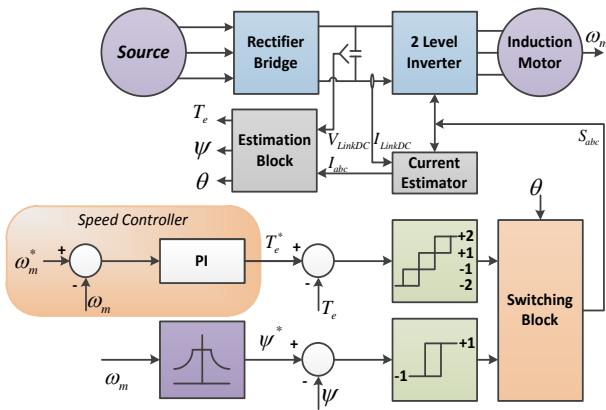 Source
Rectifier
Bridge
2 Level
Inverter
Induction
Motor
ω_m
T_e
ψ
θ
Estimation
Block
V_LinkDC
I_LinkDC
I_abc
Current
Estimator
S_abc
Speed Controller
ω_m^*
+
-
ω_m
PI
T_e^*
+
-
T_e
+2
+1
-1
-2
θ
Switching
Block
ω_m
ψ^*
+
-
ψ
-1
+1